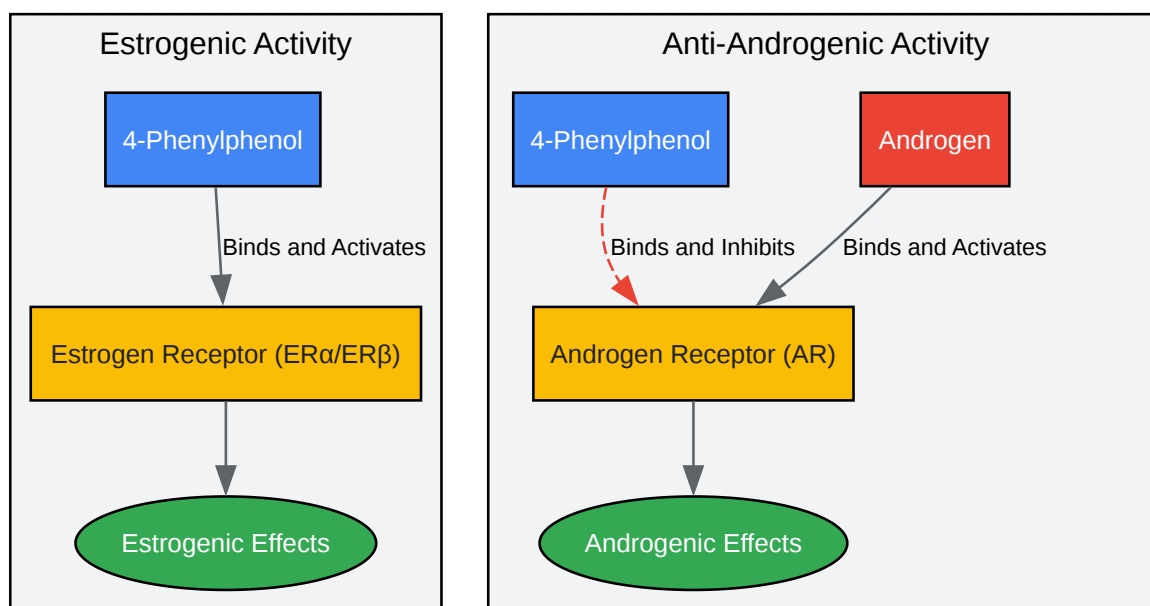 Estrogenic Activity
4-Phenylphenol
Binds and Activates
Estrogen Receptor (ERα/ERβ)
Estrogenic Effects
Anti-Androgenic Activity
4-Phenylphenol
Androgen
Binds and Inhibits
Binds and Activates
Androgen Receptor (AR)
Androgenic Effects